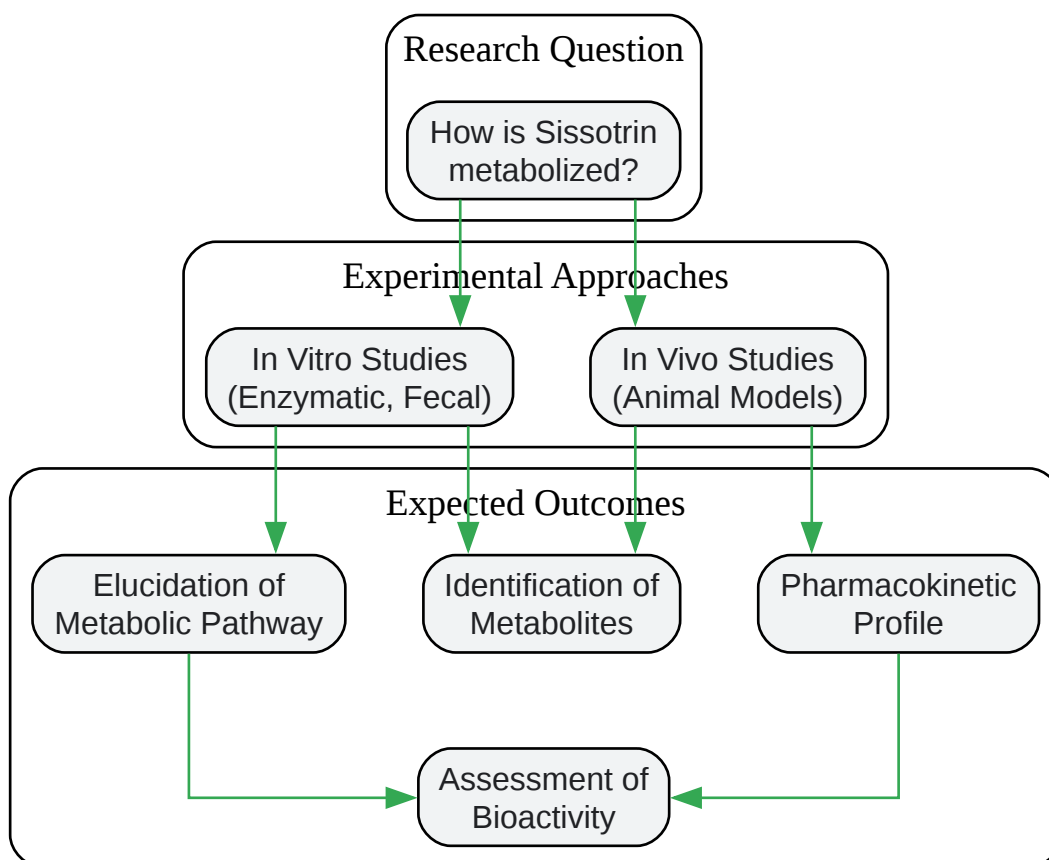 Research Question
How is Sissotrin
metabolized?
Experimental Approaches
In Vitro Studies
(Enzymatic, Fecal)
In Vivo Studies
(Animal Models)
Expected Outcomes
Elucidation of
Metabolic Pathway
Identification of
Metabolites
Pharmacokinetic
Profile
Assessment of
Bioactivity